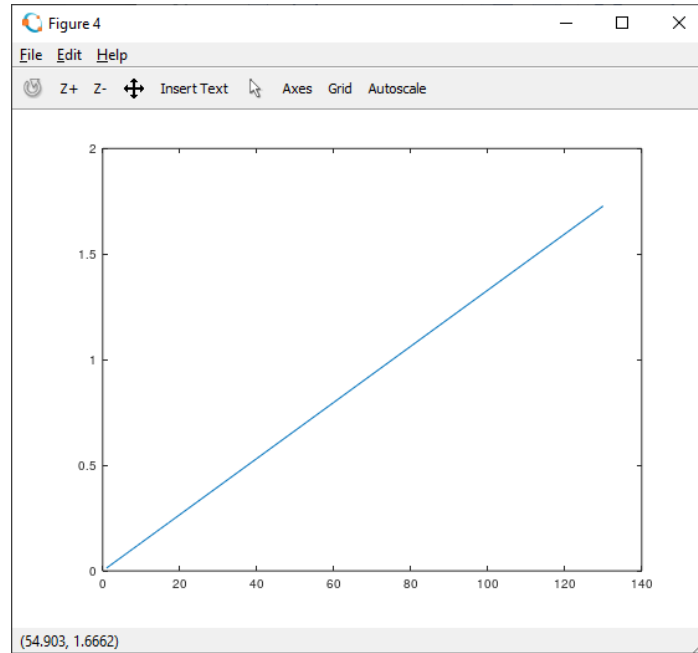 Figure 4
File Edit Help
Z+ Z- Insert Text Axes Grid Autoscale
2
1.5
1
0.5
0
0 20 40 60 80 100 120 140
(54.903, 1.6662)